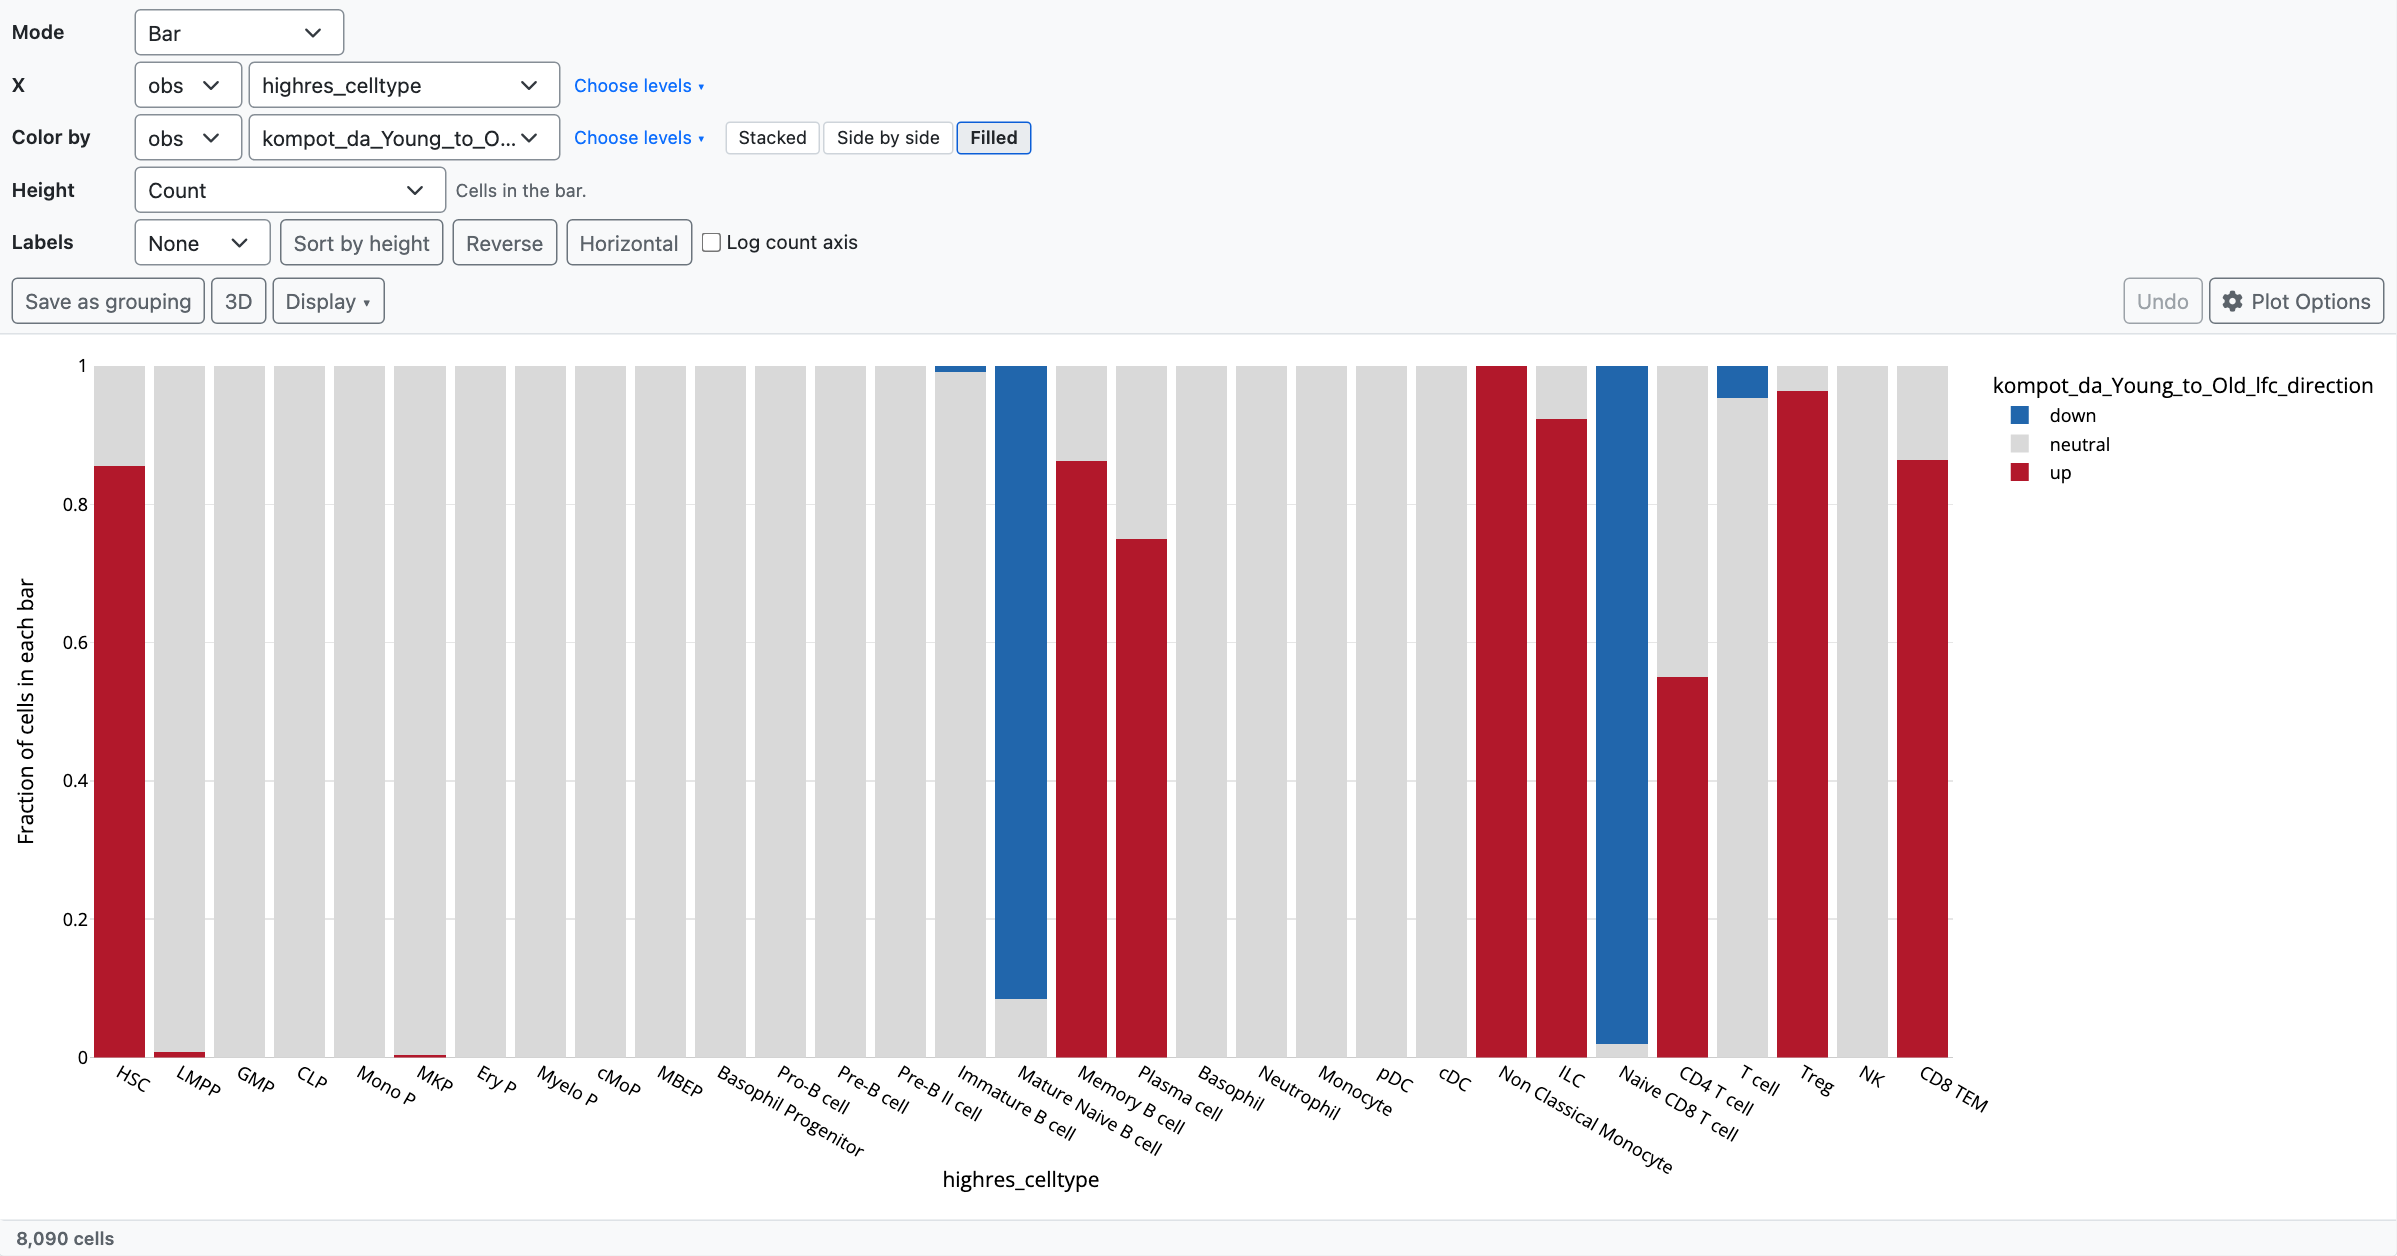 Mode Bar
X obs highres_celltype Choose levels ▾
Color by obs kompot_da_Young_to_O... Choose levels ▾ Stacked Side by side Filled
Height Count Cells in the bar.
Labels None Sort by height Reverse Horizontal Log count axis
Save as grouping 3D Display ▾ Undo Plot Options
kompot_da_Young_to_Old_lfc_direction
down
neutral
up
Fraction of cells in each bar
1
0.8
0.6
0.4
0.2
0
HSC
LMPP
GMP
CLP
Mono P
MKP
Ery P
Myelo P
cMoP
MBEP
Basophil Progenitor
Pro-B cell
Pre-B cell
Pre-B II cell
Immature B cell
Mature Naive B cell
Memory B cell
Plasma cell
Basophil
Neutrophil
Monocyte
pDC
cDC
Non Classical Monocyte
ILC
Naive CD8 T cell
CD4 T cell
T cell
Treg
NK
CD8 TEM
highres_celltype
8,090 cells